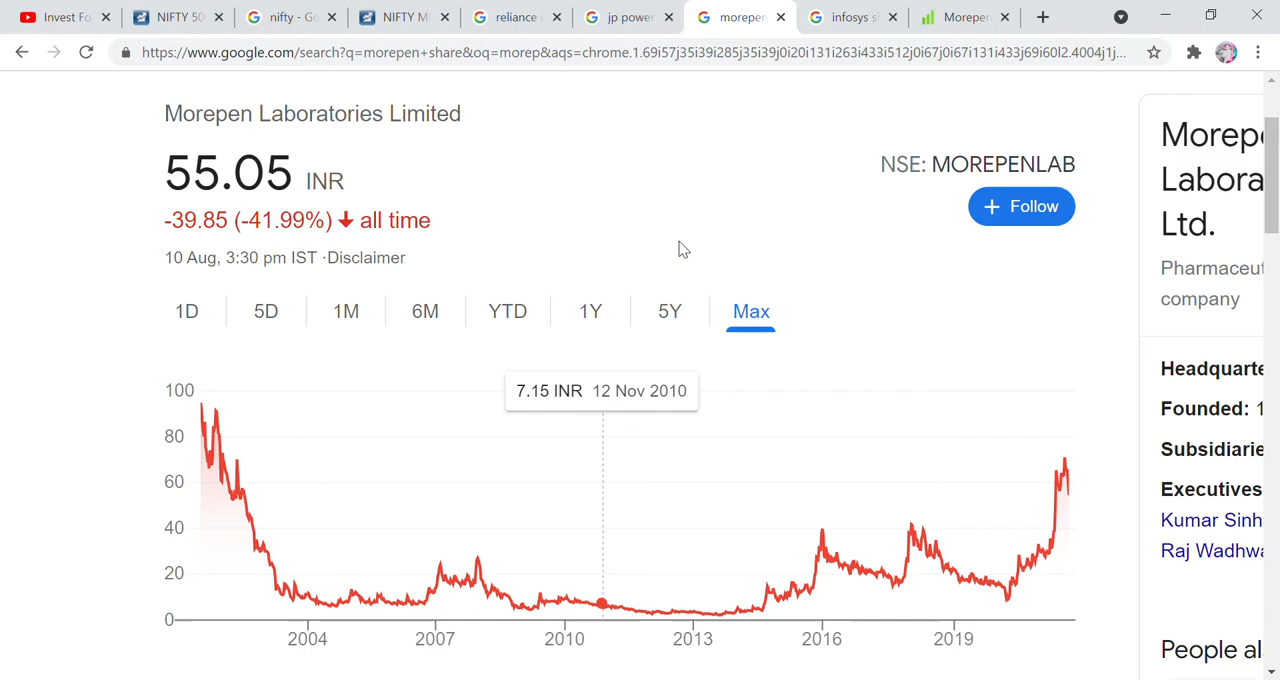 Invest Fo
NIFTY 50
nifty - Go
NIFTY MI
reliance i
jp power
morepen
infosys s
Morepen
https://www.google.com/search?q=morepen+share&oq=morep&aqs=chrome.1.69i57j35i39i285j35i39j0i20i131i263i433i512j0i67j0i67i131i433j69i60l2.4004j1j...
Morepen Laboratories Limited
55.05 INR
-39.85 (-41.99%) all time
10 Aug, 3:30 pm IST ·Disclaimer
NSE: MOREPENLAB
+ Follow
1D 5D 1M 6M YTD 1Y 5Y Max
7.15 INR 12 Nov 2010
100
80
60
40
20
0
2004 2007 2010 2013 2016 2019
Morepe
Labora
Ltd.
Pharmaceut
company
Headquarte
Founded: 1
Subsidiarie
Executives
Kumar Sinh
Raj Wadhwa
People al